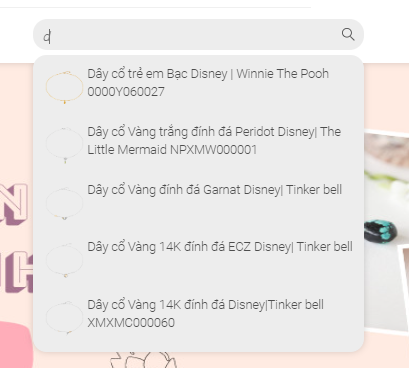 d
Dây cổ trẻ em Bạc Disney | Winnie The Pooh
0000Y060027
Dây cổ Vàng trắng đính đá Peridot Disney| The
Little Mermaid NPXMW000001
Dây cổ Vàng đính đá Garnat Disney| Tinker bell
Dây cổ Vàng 14K đính đá ECZ Disney| Tinker bell
Dây cổ Vàng 14K đính đá Disney|Tinker bell
XMXMC000060